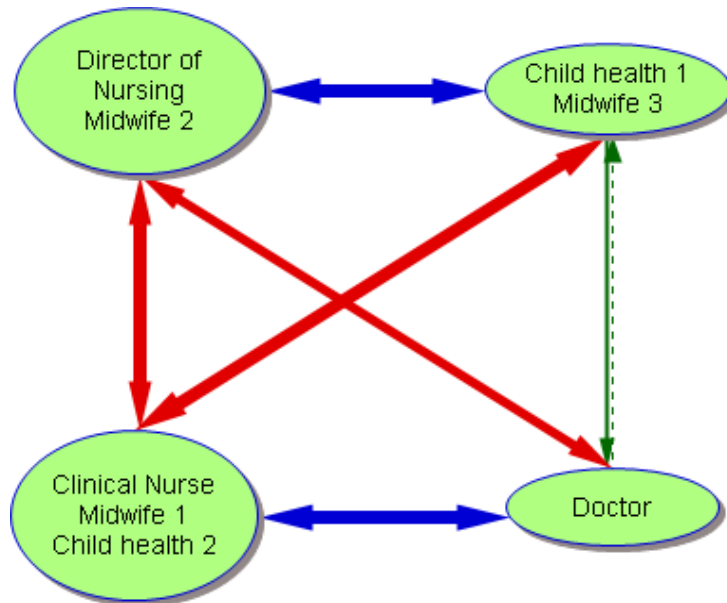 Director of
Nursing
Midwife 2
Child health 1
Midwife 3
Clinical Nurse
Midwife 1
Child health 2
Doctor